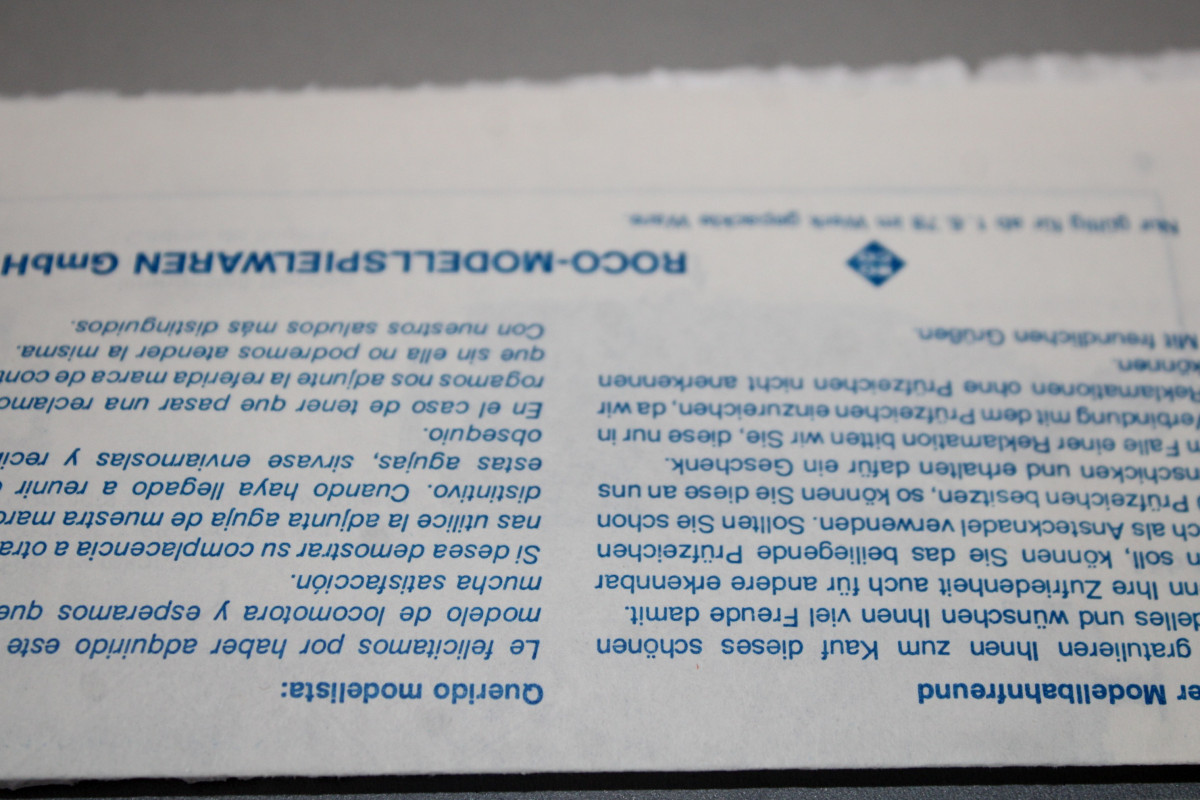 er Modellbahnfreund
gratulieren Ihnen zum Kauf dieses schönen
delles und wünschen Ihnen viel Freude damit.
nn Ihre Zufriedenheit auch für andere erkennbar
n soll, können Sie das beiliegende Prüfzeichen
ch als Anstecknadel verwenden. Sollten Sie schon
Prüfzeichen besitzen, so können Sie diese an uns
nschicken und erhalten dafür ein Geschenk.
m Falle einer Reklamation bitten wir Sie, diese nur in
Verbindung mit dem Prüfzeichen einzureichen, da wir
Reklamationen ohne Prüfzeichen nicht anerkennen
können.
Mit freundlichen Grüßen
Querido modelista:
Le felicitamos por haber adquirido este
modelo de locomotora y esperamos que
mucha satisfacción.
Si desea demostrar su complacencia a otra
nas utilice la adjunta aguja de muestra marc
distintivo. Cuando haya llegado a reunir
estas agujas, sirvase enviarnoslas y reci
obsequio.
En el caso de tener que pasar una reclamo
rogamos nos adjunte la referida marca de cont
que sin ella no podremos atender la misma.
Con nuestros saludos más distinguidos.
ROCO-MODELLSPIELWAREN GmbH
Nur gültig für ab 1. 6. 78 im Werk gepackte Ware.